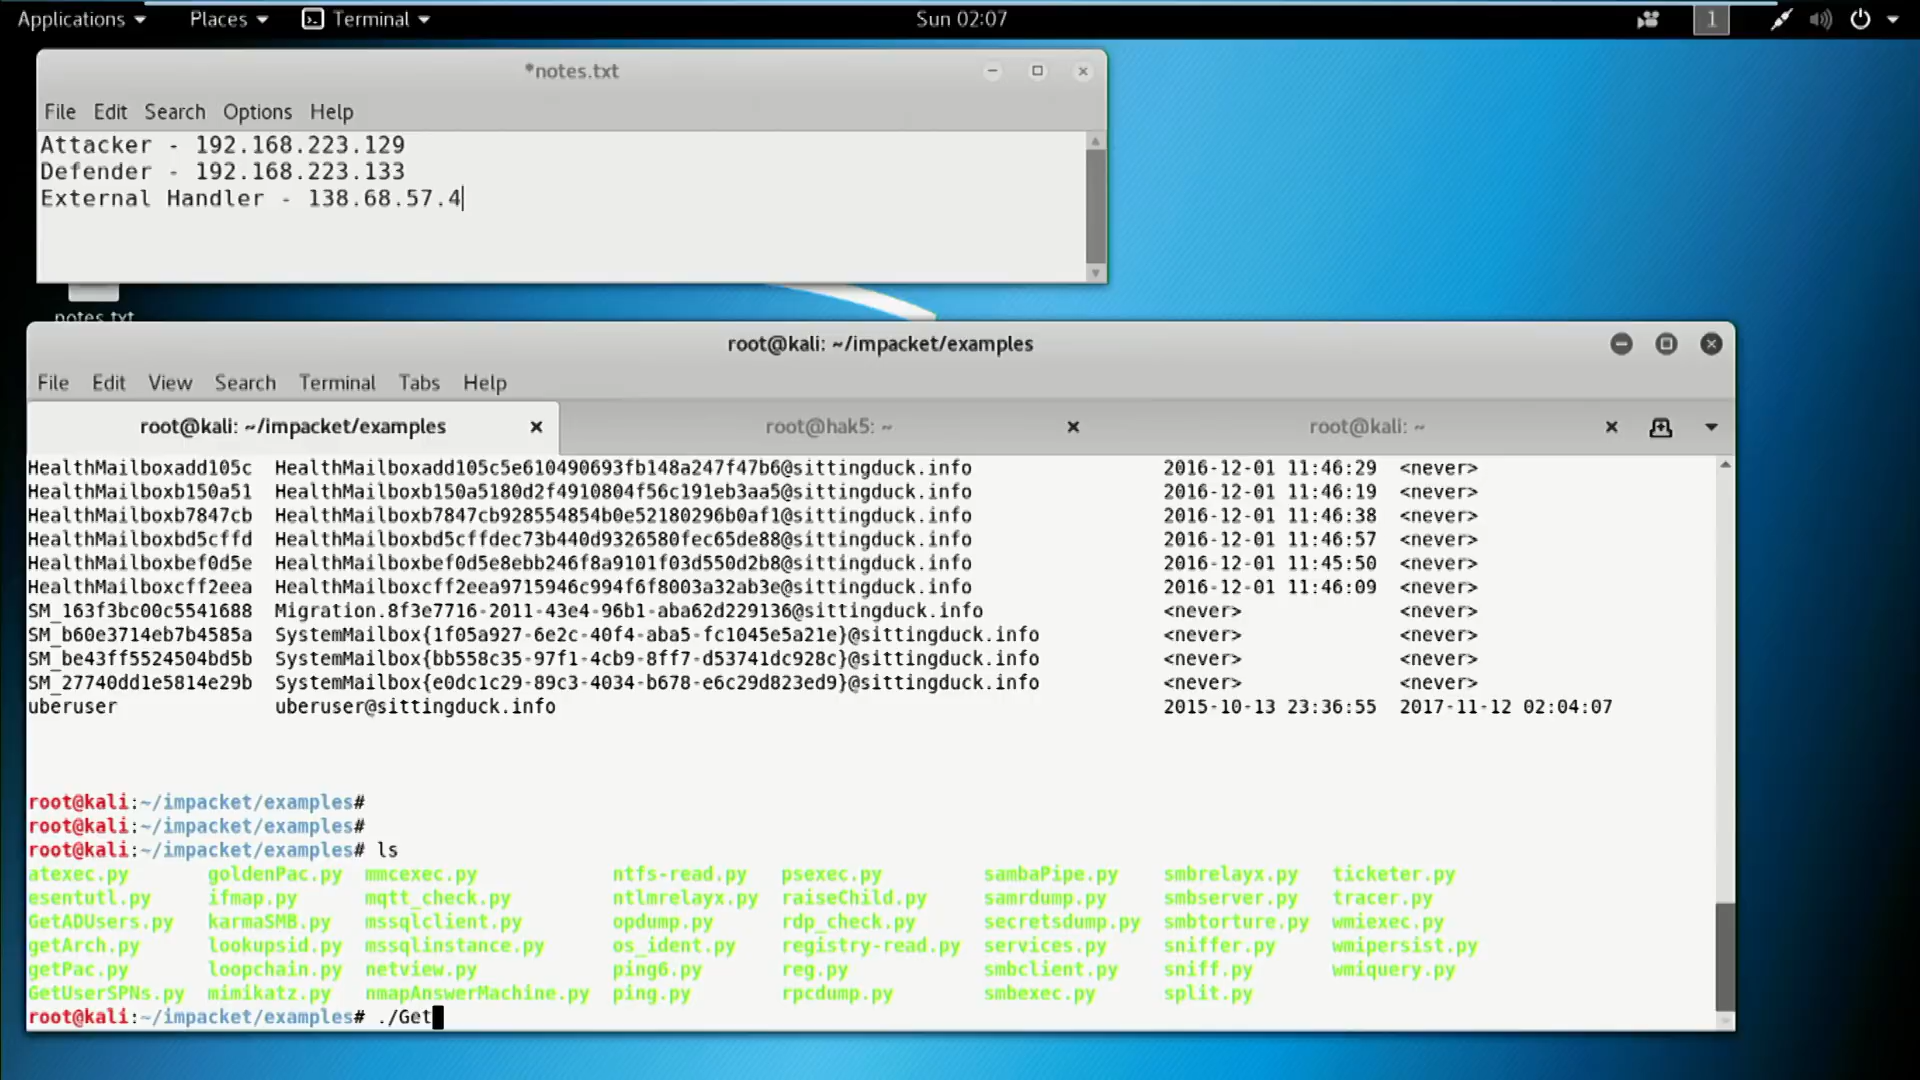 Applications Places Terminal Sun 02:07 1
*notes.txt
File Edit Search Options Help
Attacker - 192.168.223.129
Defender - 192.168.223.133
External Handler - 138.68.57.4
notes.txt
root@kali: ~/impacket/examples
File Edit View Search Terminal Tabs Help
root@kali: ~/impacket/examples root@hak5: ~ root@kali: ~
HealthMailboxadd105c HealthMailboxadd105c5e610490693fb148a247f47b6@sittingduck.info 2016-12-01 11:46:29 <never>
HealthMailboxb150a51 HealthMailboxb150a5180d2f4910804f56c191eb3aa5@sittingduck.info 2016-12-01 11:46:19 <never>
HealthMailboxb7847cb HealthMailboxb7847cb928554854b0e52180296b0af1@sittingduck.info 2016-12-01 11:46:38 <never>
HealthMailboxbd5cffd HealthMailboxbd5cffdec73b440d9326580fec65de88@sittingduck.info 2016-12-01 11:46:57 <never>
HealthMailboxbef0d5e HealthMailboxbef0d5e8ebb246f8a9101f03d550d2b8@sittingduck.info 2016-12-01 11:45:50 <never>
HealthMailboxcff2eea HealthMailboxcff2eea9715946c994f6f8003a32ab3e@sittingduck.info 2016-12-01 11:46:09 <never>
SM_163f3bc00c5541688 Migration.8f3e7716-2011-43e4-96b1-aba62d229136@sittingduck.info <never> <never>
SM_b60e3714eb7b4585a SystemMailbox{1f05a927-6e2c-40f4-aba5-fc1045e5a21e}@sittingduck.info <never> <never>
SM_be43ff5524504bd5b SystemMailbox{bb558c35-97f1-4cb9-8ff7-d53741dc928c}@sittingduck.info <never> <never>
SM_27740dd1e5814e29b SystemMailbox{e0dc1c29-89c3-4034-b678-e6c29d823ed9}@sittingduck.info <never> <never>
uberuser uberuser@sittingduck.info 2015-10-13 23:36:55 2017-11-12 02:04:07
root@kali:~/impacket/examples#
root@kali:~/impacket/examples#
root@kali:~/impacket/examples# ls
atexec.py goldenPac.py mmcexec.py ntfs-read.py psexec.py sambaPipe.py smbrelayx.py ticketer.py
esentutl.py ifmap.py mqtt_check.py ntlmrelayx.py raiseChild.py samrdump.py smbserver.py tracer.py
GetADUsers.py karmaSMB.py mssqlclient.py opdump.py rdp_check.py secretsdump.py smbtorture.py wmiexec.py
getArch.py lookupsid.py mssqlinstance.py os_ident.py registry-read.py services.py sniffer.py wmipersist.py
getPac.py loopchain.py netview.py ping6.py reg.py smbclient.py sniff.py wmiquery.py
GetUserSPNs.py mimikatz.py nmapAnswerMachine.py ping.py rpcdump.py smbexec.py split.py
root@kali:~/impacket/examples# ./Get